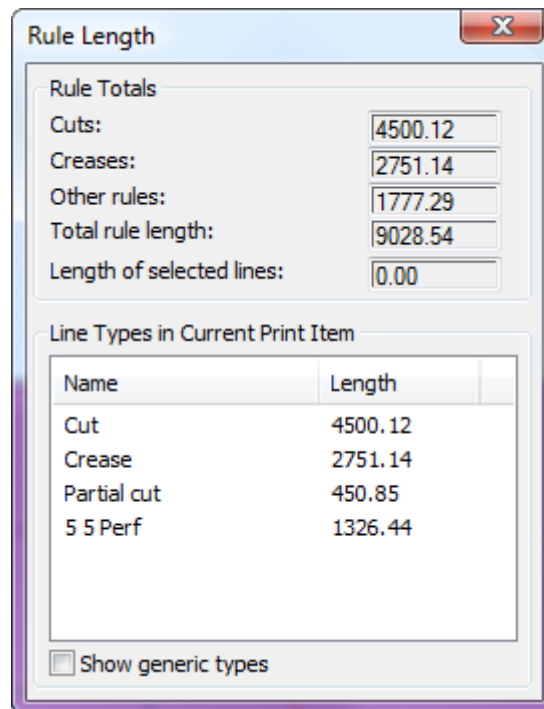 Rule Length
Rule Totals
Cuts: 4500.12
Creases: 2751.14
Other rules: 1777.29
Total rule length: 9028.54
Length of selected lines: 0.00
Line Types in Current Print Item
Name Length
Cut 4500.12
Crease 2751.14
Partial cut 450.85
5 5 Perf 1326.44
Show generic types